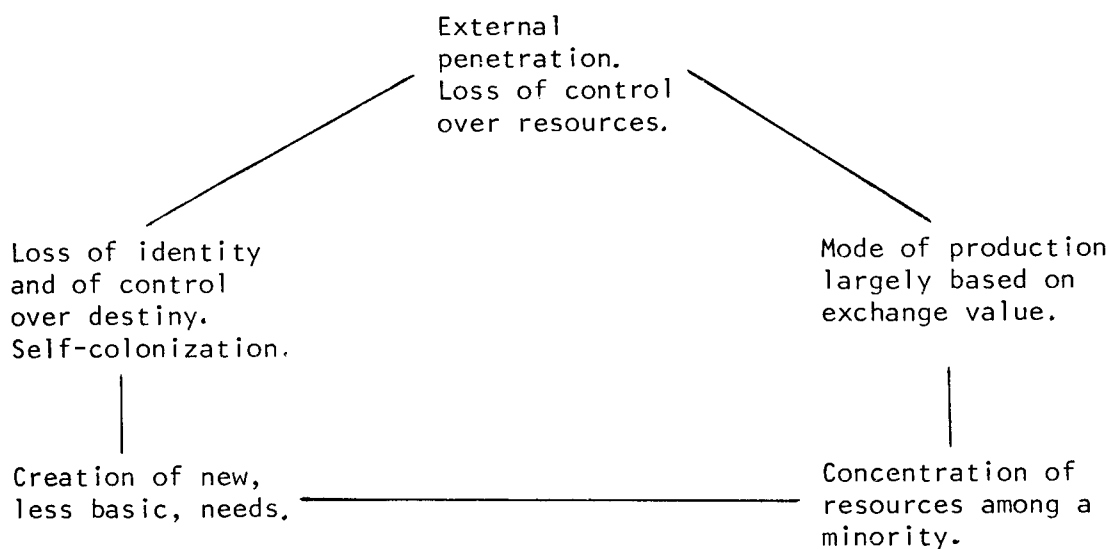 External
penetration.
Loss of control
over resources.
Loss of identity
and of control
over destiny.
Self-colonization.
Mode of production
largely based on
exchange value.
Creation of new,
less basic, needs.
Concentration of
resources among a
minority.